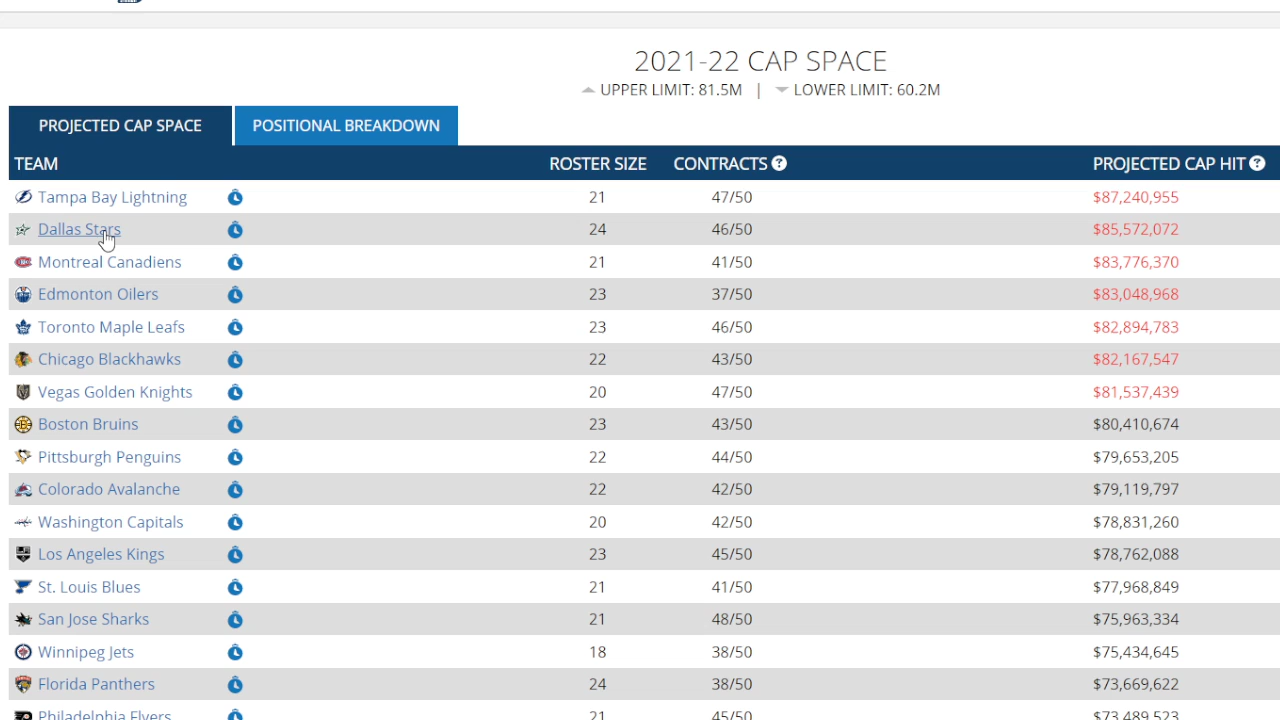 2021-22 CAP SPACE
UPPER LIMIT: 81.5M | LOWER LIMIT: 60.2M
PROJECTED CAP SPACE POSITIONAL BREAKDOWN
TEAM ROSTER SIZE CONTRACTS ? PROJECTED CAP HIT ?
Tampa Bay Lightning 21 47/50 $87,240,955
Dallas Stars 24 46/50 $85,572,072
Montreal Canadiens 21 41/50 $83,776,370
Edmonton Oilers 23 37/50 $83,048,968
Toronto Maple Leafs 23 46/50 $82,894,783
Chicago Blackhawks 22 43/50 $82,167,547
Vegas Golden Knights 20 47/50 $81,537,439
Boston Bruins 23 43/50 $80,410,674
Pittsburgh Penguins 22 44/50 $79,653,205
Colorado Avalanche 22 42/50 $79,119,797
Washington Capitals 20 42/50 $78,831,260
Los Angeles Kings 23 45/50 $78,762,088
St. Louis Blues 21 41/50 $77,968,849
San Jose Sharks 21 48/50 $75,963,334
Winnipeg Jets 18 38/50 $75,434,645
Florida Panthers 24 38/50 $73,669,622
Philadelphia Flyers 21 45/50 $73,489,523